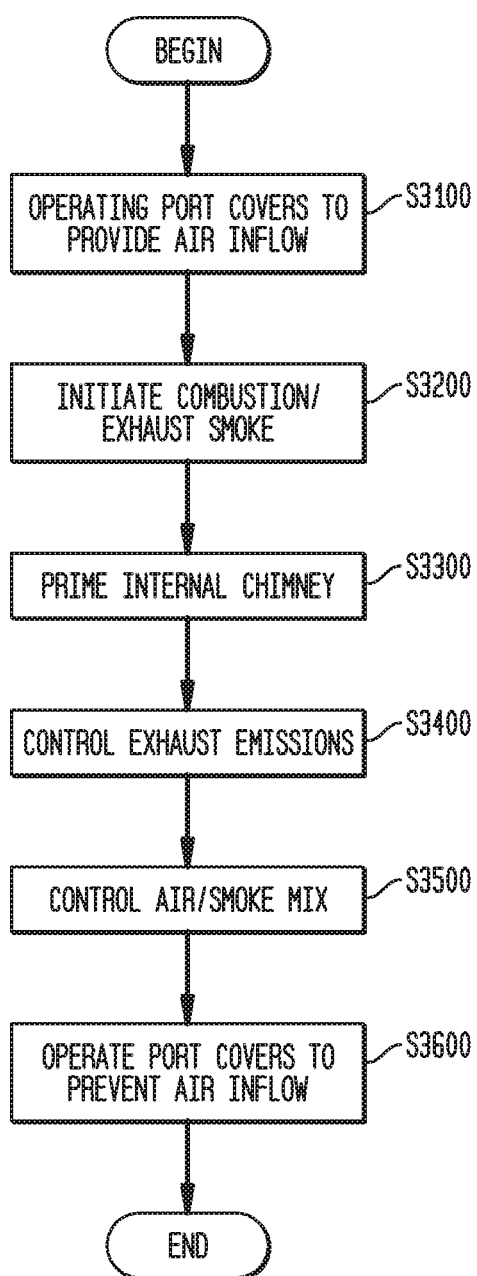 BEGIN
OPERATING PORT COVERS TO
PROVIDE AIR INFLOW
S3100
INITIATE COMBUSTION/
EXHAUST SMOKE
S3200
PRIME INTERNAL CHIMNEY
S3300
CONTROL EXHAUST EMISSIONS
S3400
CONTROL AIR/SMOKE MIX
S3500
OPERATE PORT COVERS TO
PREVENT AIR INFLOW
S3600
END